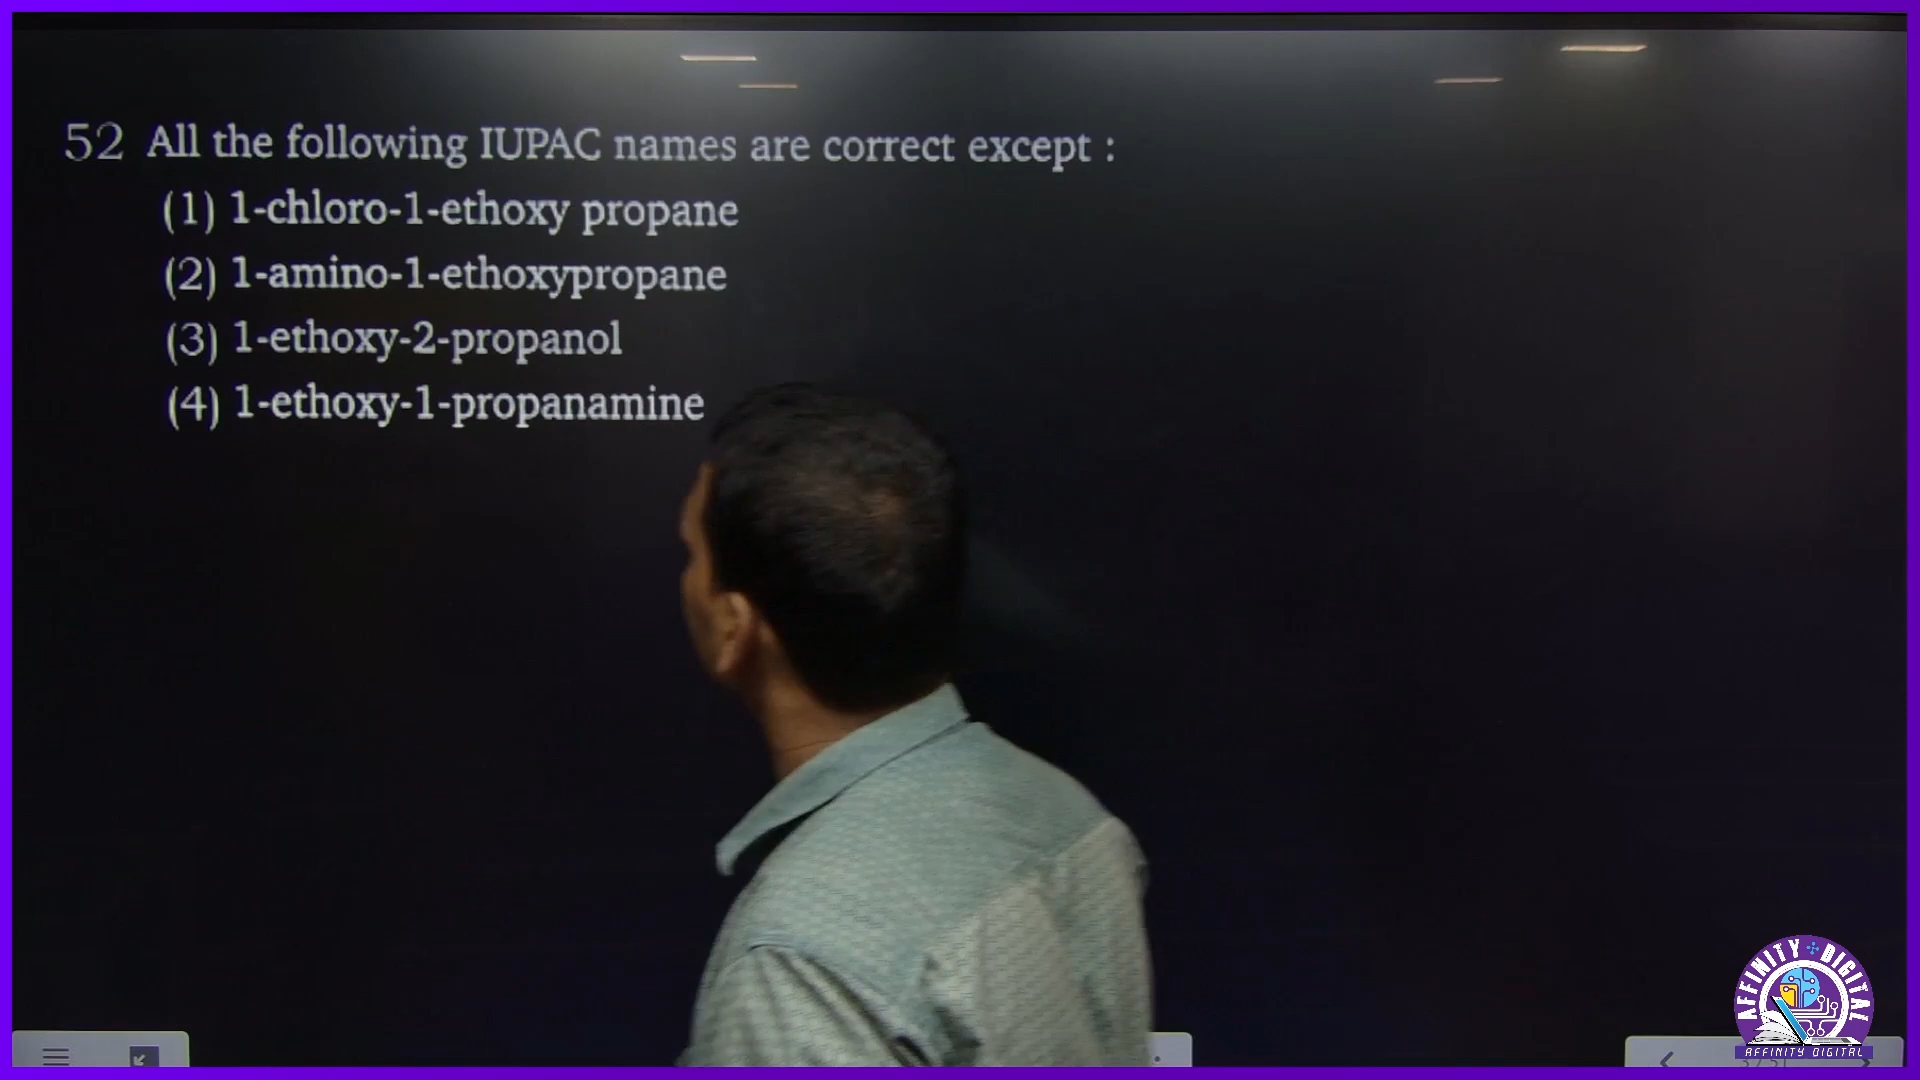 52 All the following IUPAC names are correct except :
(1) 1-chloro-1-ethoxy propane
(2) 1-amino-1-ethoxypropane
(3) 1-ethoxy-2-propanol
(4) 1-ethoxy-1-propanamine
AFFINITY DIGITAL
AFFINITY DIGITAL